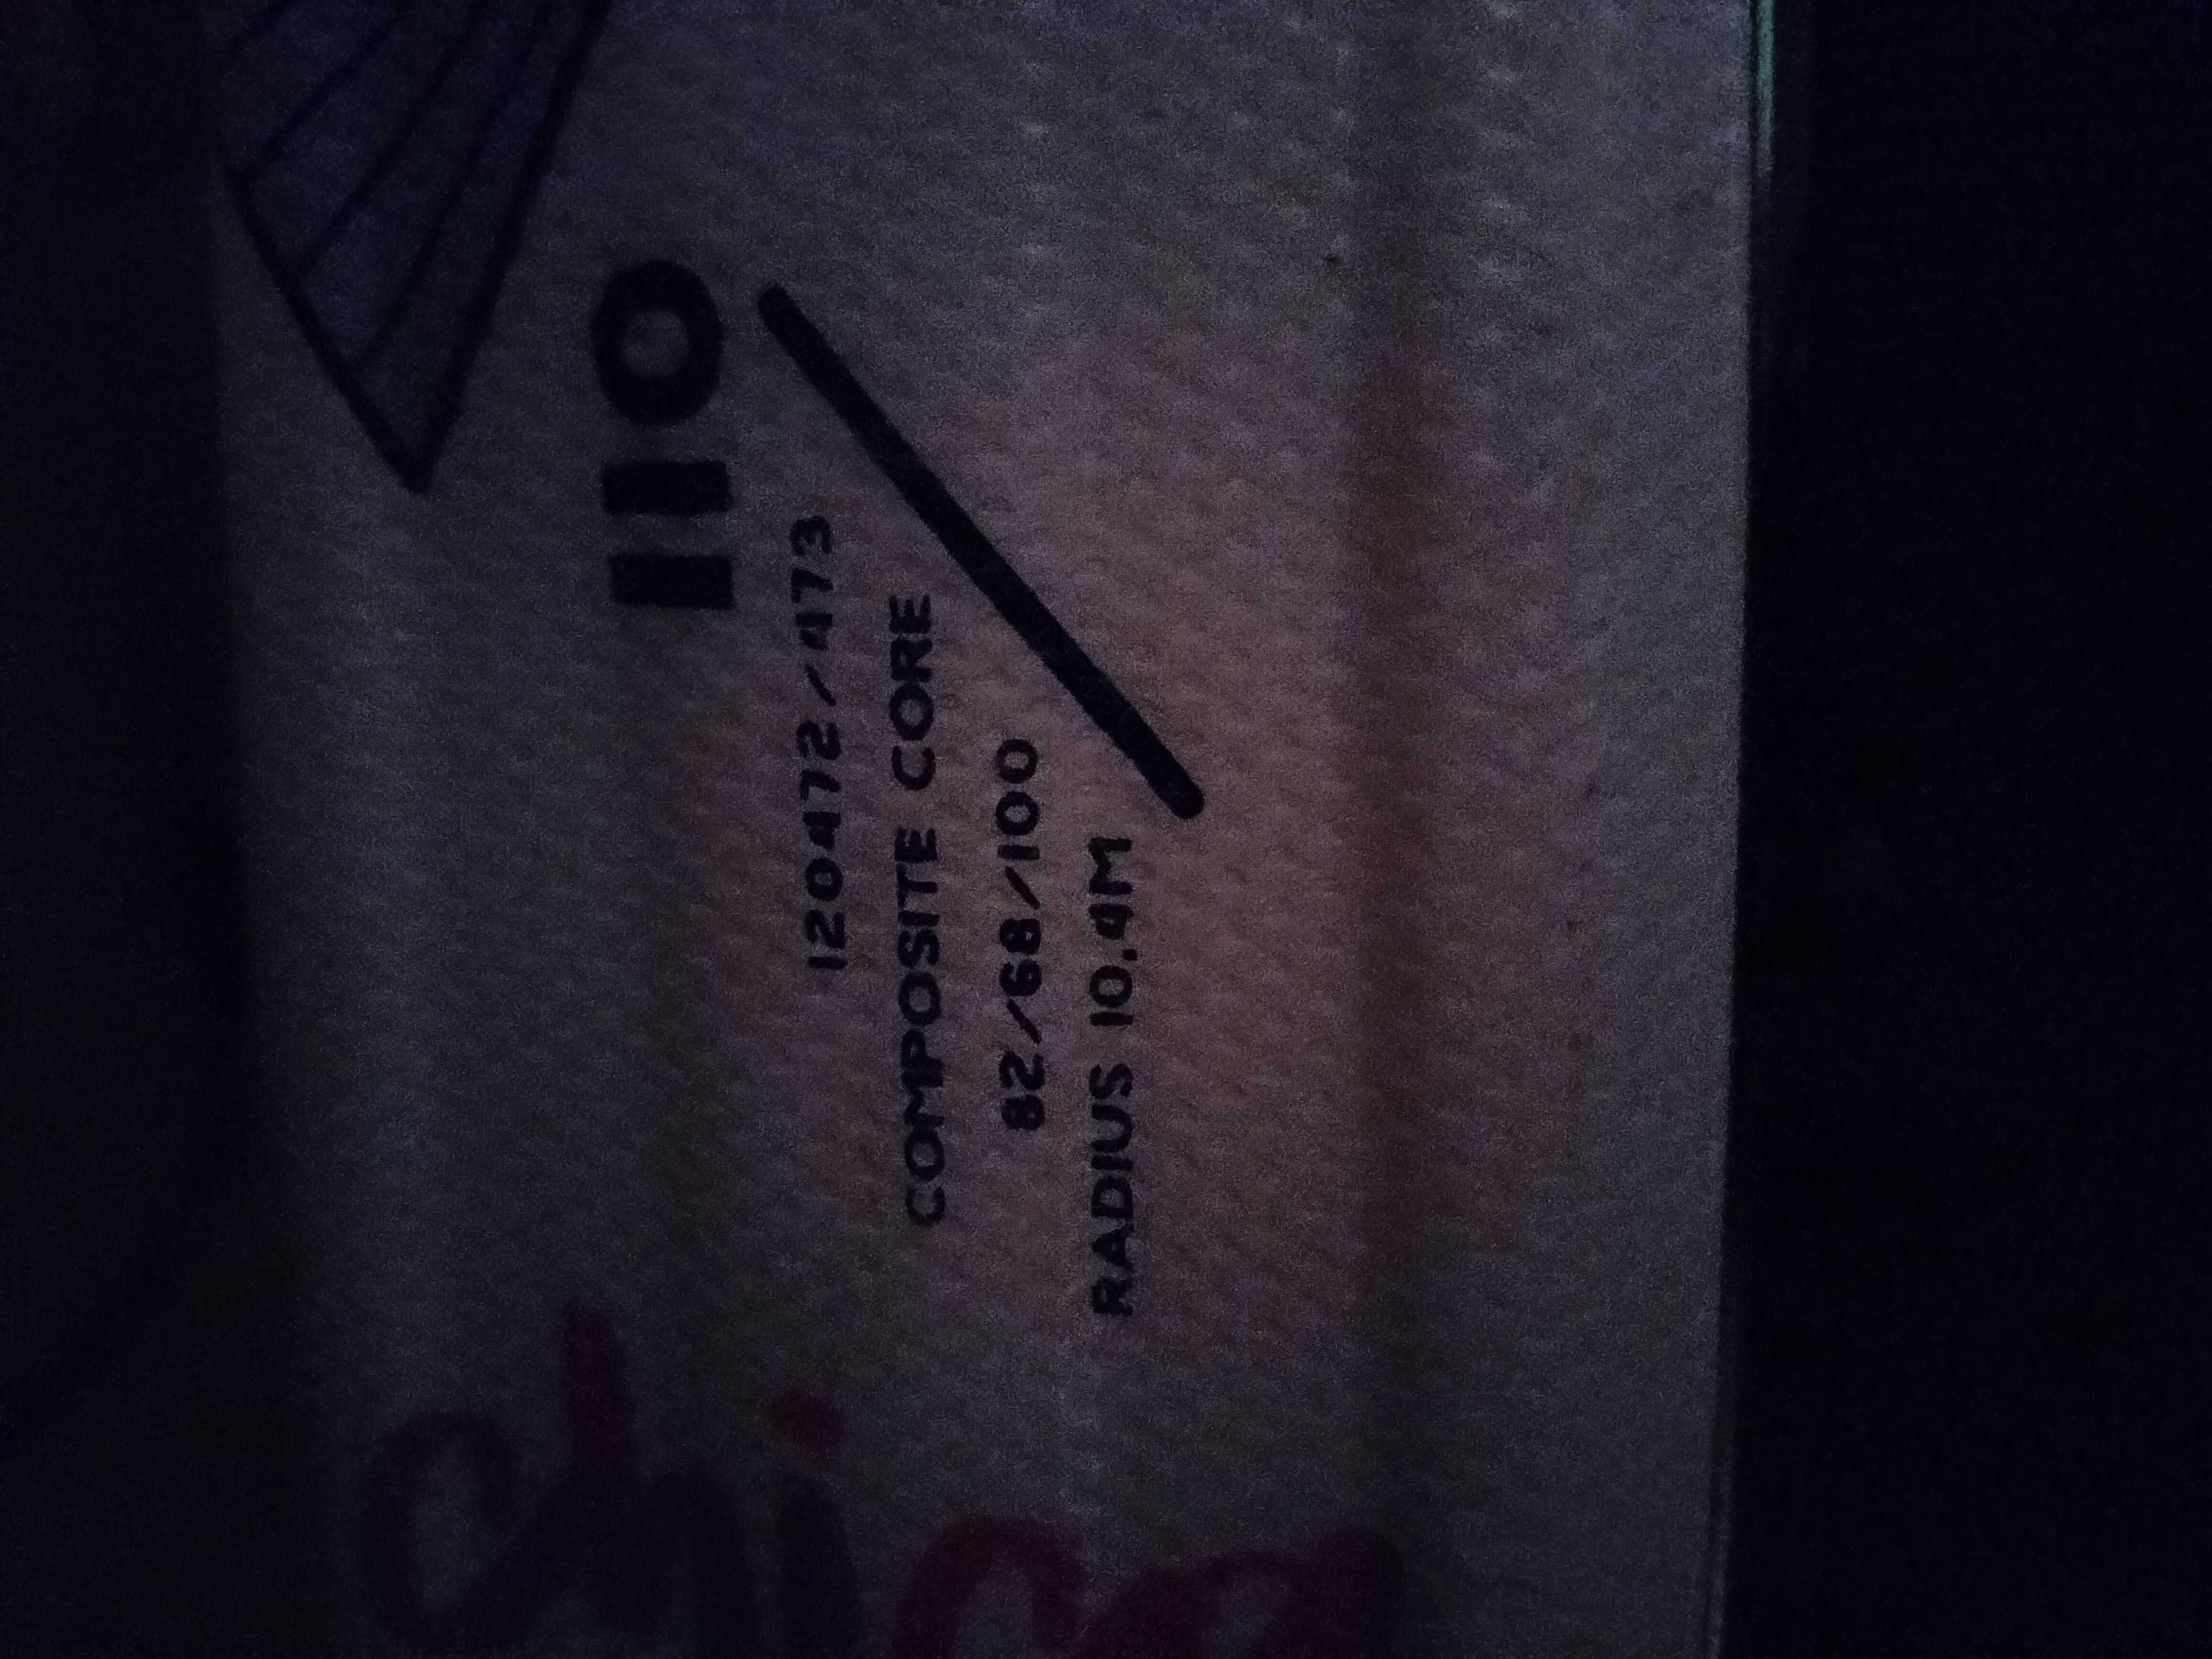 110
120472/473
COMPOSITE CORE
82/68/100
RADIUS 10.4M